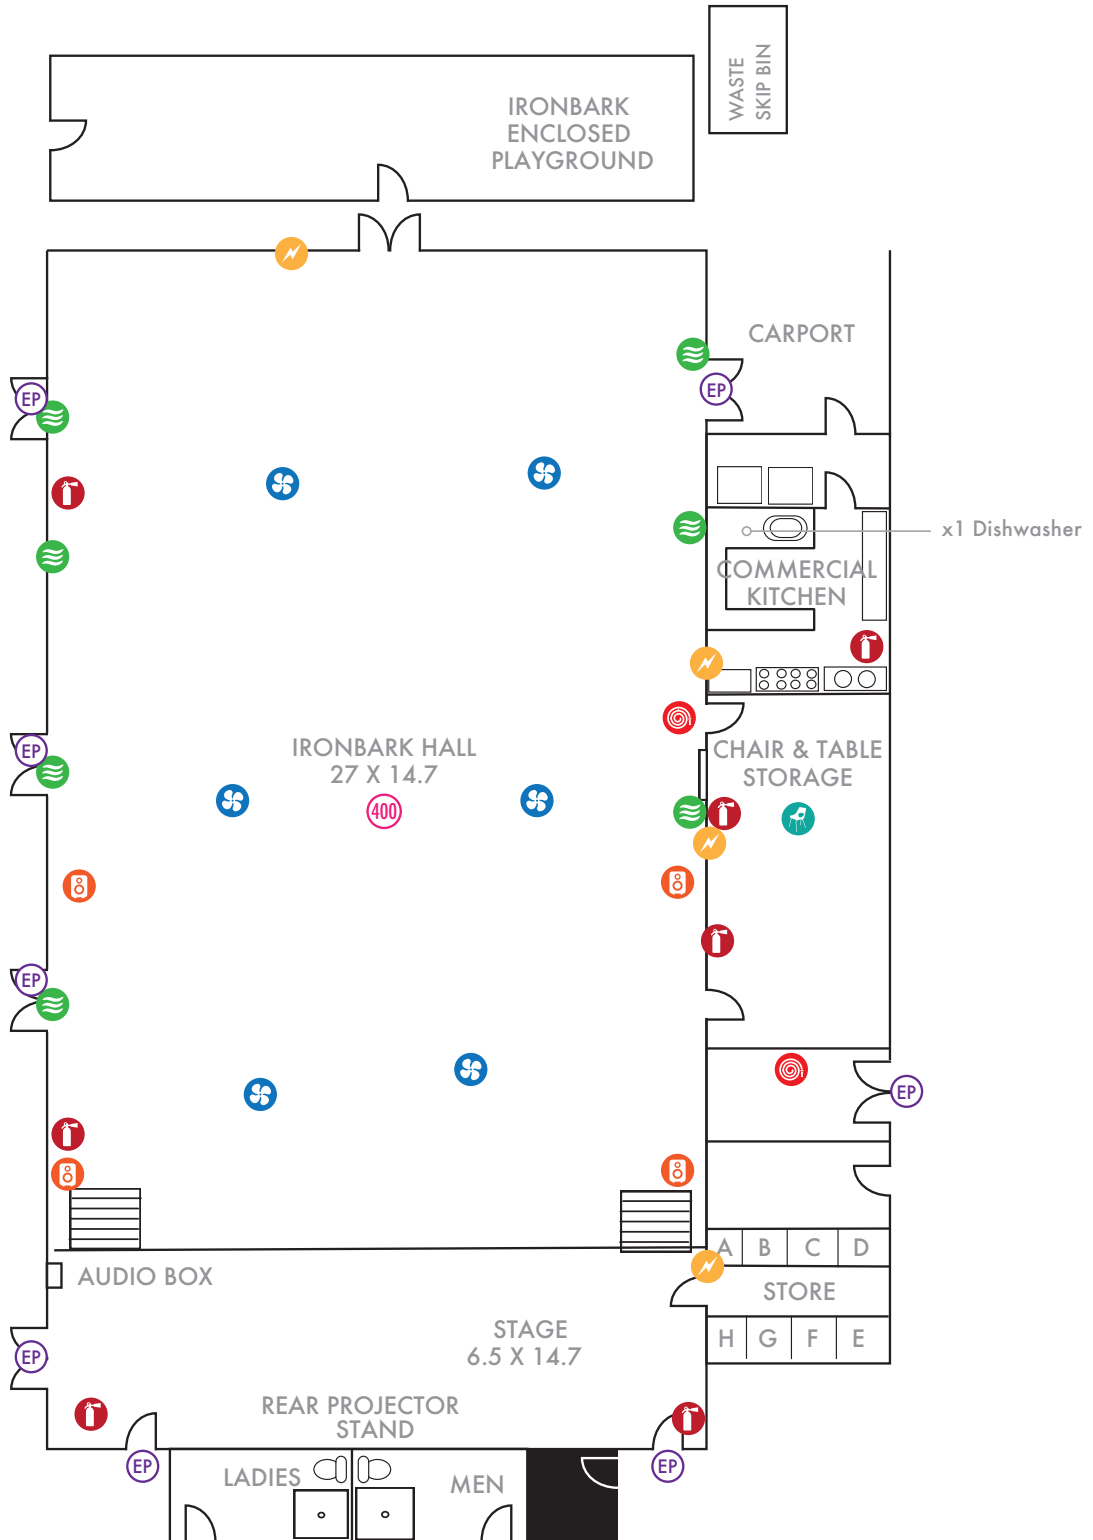 WASTE
SKIP BIN
IRONBARK
ENCLOSED
PLAYGROUND
CARPORT
EP
EP
x1 Dishwasher
COMMERCIAL
KITCHEN
IRONBARK HALL
27 X 14.7
400
EP
CHAIR & TABLE
STORAGE
EP
EP
A B C D
AUDIO BOX
STORE
STAGE
6.5 X 14.7
H G F E
EP
REAR PROJECTOR
STAND
EP
EP
LADIES
MEN